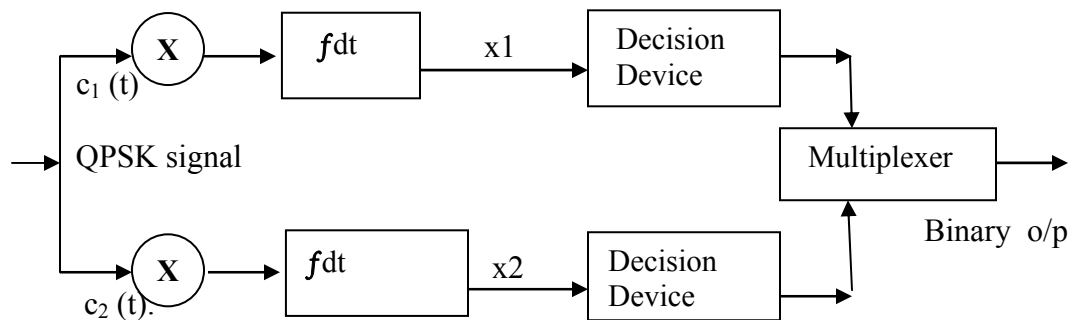 X
ƒdt
x1
Decision
Device
c₁ (t)
QPSK signal
Multiplexer
Binary o/p
X
ƒdt
x2
Decision
Device
c₂ (t).